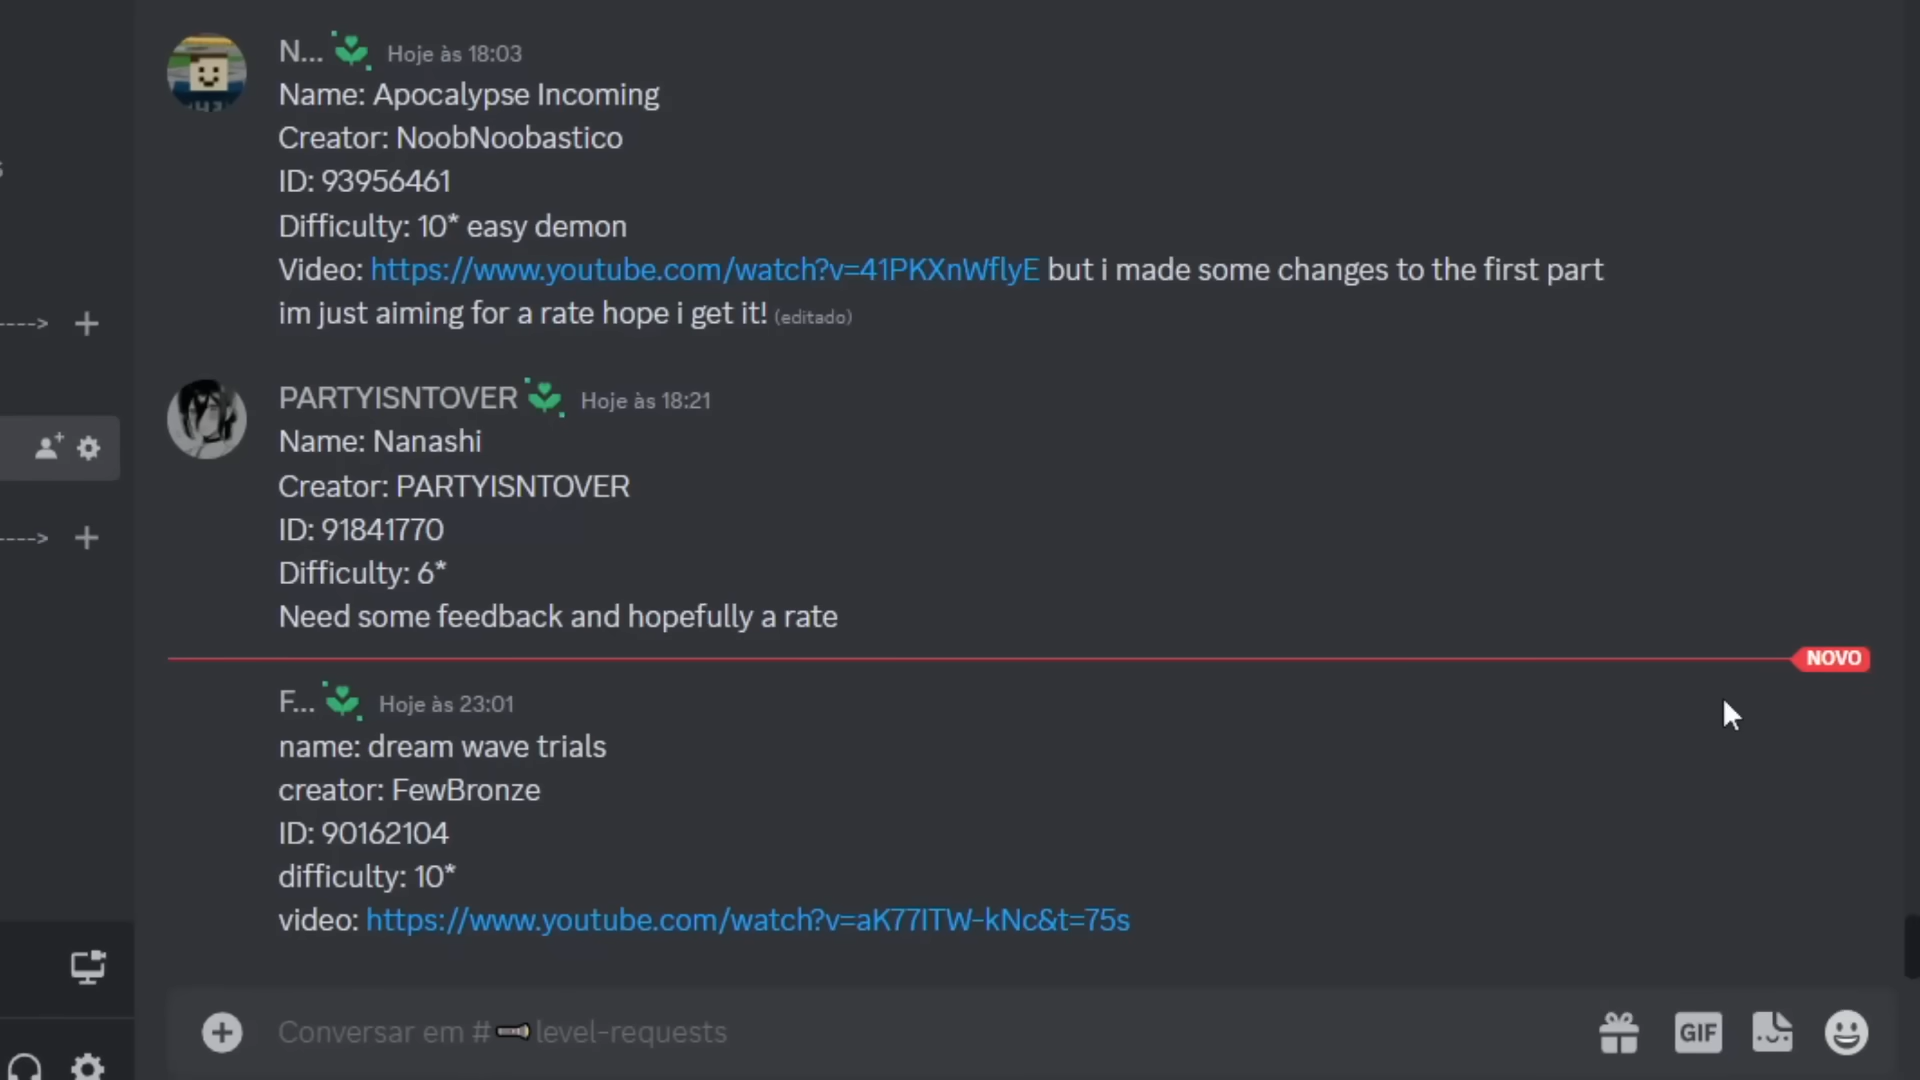 N... Hoje às 18:03
Name: Apocalypse Incoming
Creator: NoobNoobastico
ID: 93956461
Difficulty: 10* easy demon
Video: https://www.youtube.com/watch?v=41PKXnWflyE but i made some changes to the first part
im just aiming for a rate hope i get it! (editado)
PARTYISNTOVER Hoje às 18:21
Name: Nanashi
Creator: PARTYISNTOVER
ID: 91841770
Difficulty: 6*
Need some feedback and hopefully a rate
NOVO
F... Hoje às 23:01
name: dream wave trials
creator: FewBronze
ID: 90162104
difficulty: 10*
video: https://www.youtube.com/watch?v=aK77ITW-kNc&t=75s
Conversar em #level-requests
GIF
---->
---->